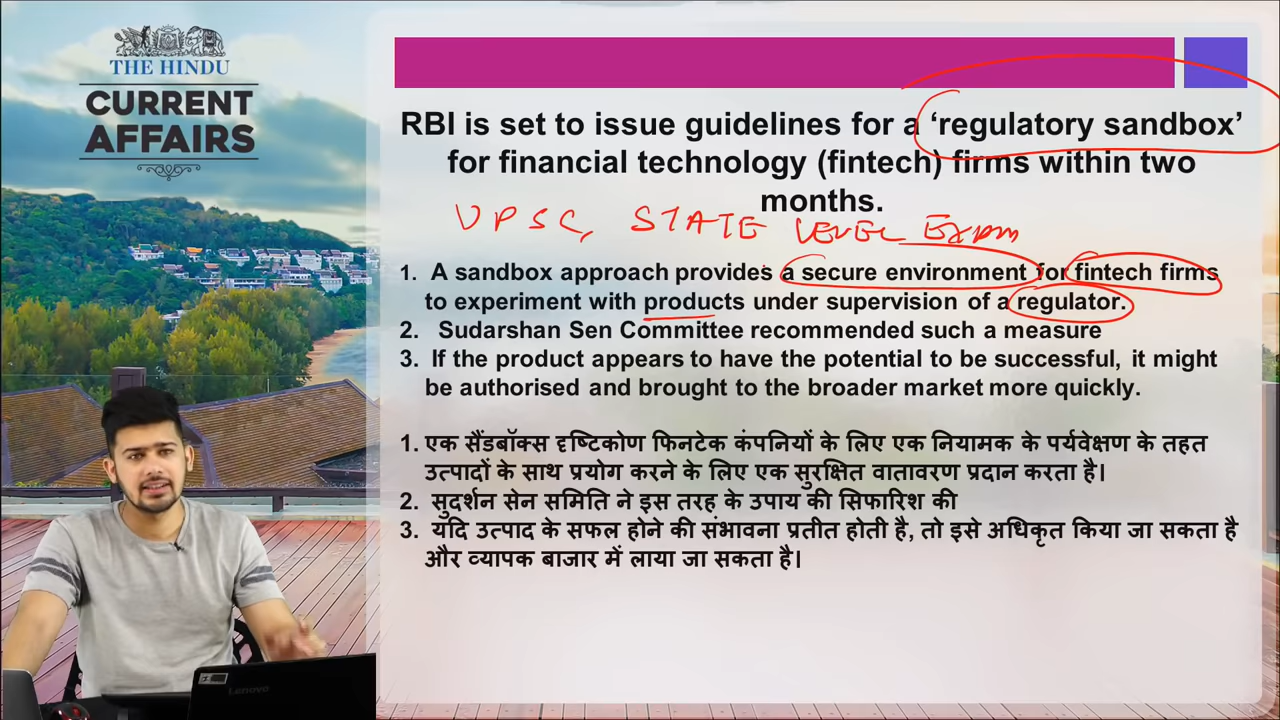 THE HINDU
CURRENT
AFFAIRS
RBI is set to issue guidelines for a ‘regulatory sandbox’
for financial technology (fintech) firms within two
months.
UPSC, STATE LEVEL EXAM
1. A sandbox approach provides a secure environment for fintech firms
to experiment with products under supervision of a regulator.
2. Sudarshan Sen Committee recommended such a measure
3. If the product appears to have the potential to be successful, it might
be authorised and brought to the broader market more quickly.
1. एक सैंडबॉक्स दृष्टिकोण फिनटेक कंपनियों के लिए एक नियामक के पर्यवेक्षण के तहत
उत्पादों के साथ प्रयोग करने के लिए एक सुरक्षित वातावरण प्रदान करता है।
2. सुदर्शन सेन समिति ने इस तरह के उपाय की सिफारिश की
3. यदि उत्पाद के सफल होने की संभावना प्रतीत होती है, तो इसे अधिकृत किया जा सकता है
और व्यापक बाजार में लाया जा सकता है।
Lenovo